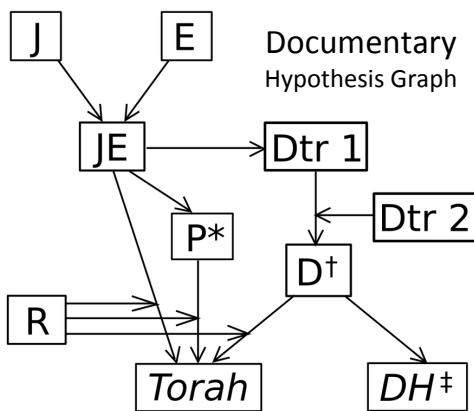 J
E
Documentary
Hypothesis Graph
JE
Dtr 1
Dtr 2
P*
D†
R
Torah
DH‡